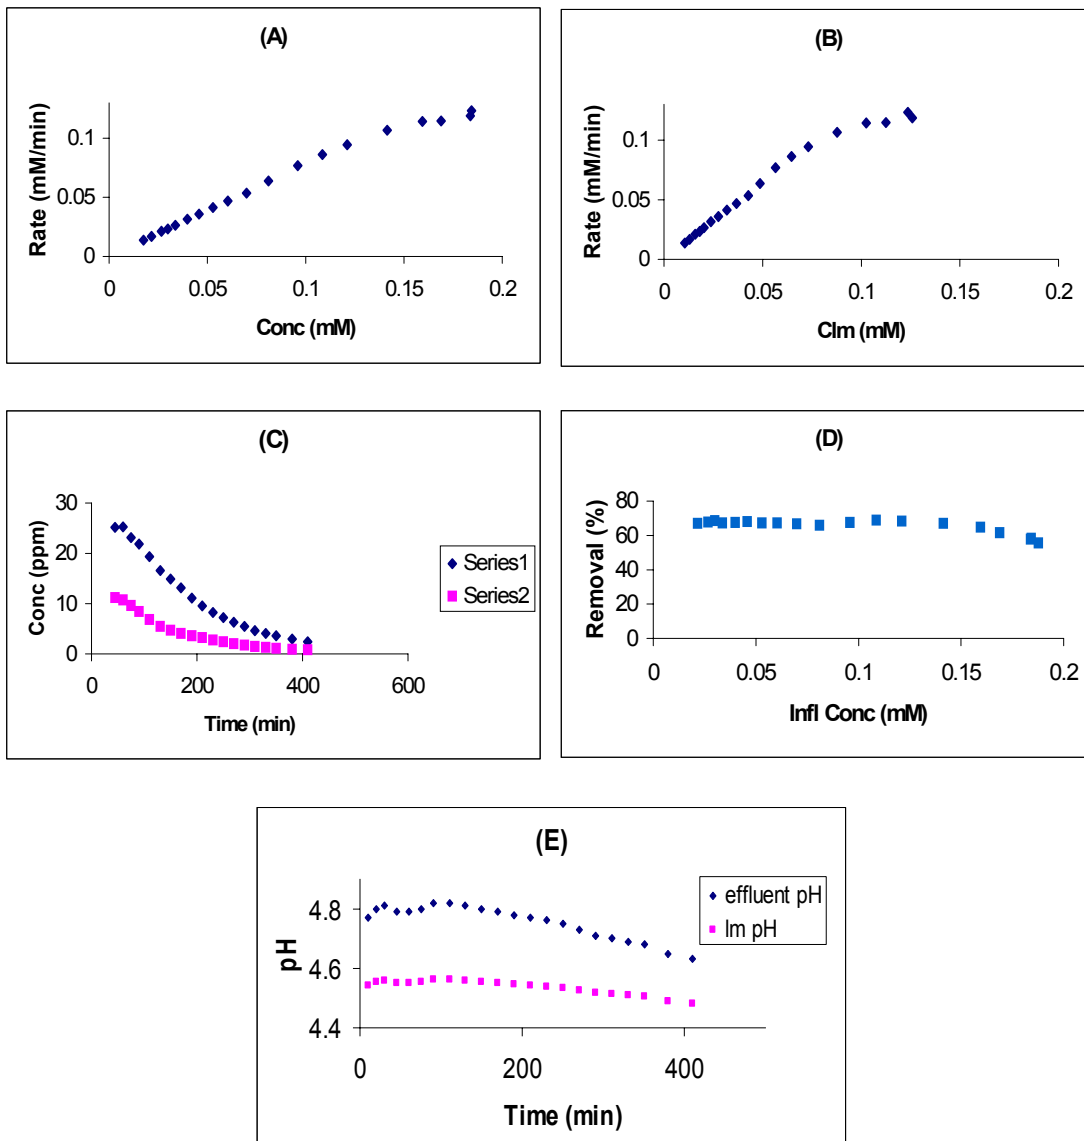 (A)
Rate (mM/min)
0.1
0.05
0
0 0.05 0.1 0.15 0.2
Conc (mM)
(B)
Rate (mM/min)
0.1
0.05
0
0 0.05 0.1 0.15 0.2
Clm (mM)
(C)
Conc (ppm)
30
20
10
0
0 200 400 600
Time (min)
Series1
Series2
(D)
Removal (%)
80
60
40
20
0
0 0.05 0.1 0.15 0.2
Infl Conc (mM)
(E)
pH
4.8
4.6
4.4
0 200 400
Time (min)
effluent pH
lm pH